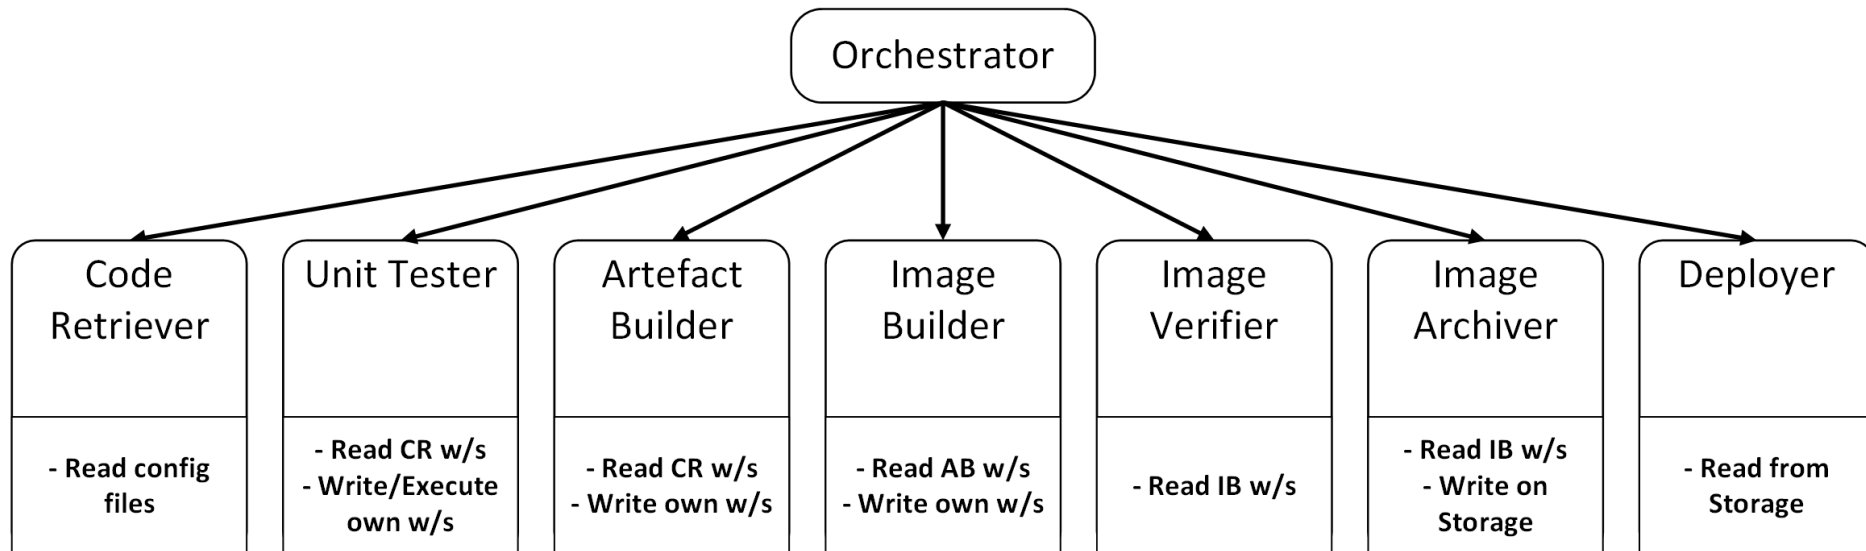 Orchestrator
Code
Retriever
- Read config
files
Unit Tester
- Read CR w/s
- Write/Execute
own w/s
Artefact
Builder
- Read CR w/s
- Write own w/s
Image
Builder
- Read AB w/s
- Write own w/s
Image
Verifier
- Read IB w/s
Image
Archiver
- Read IB w/s
- Write on
Storage
Deployer
- Read from
Storage